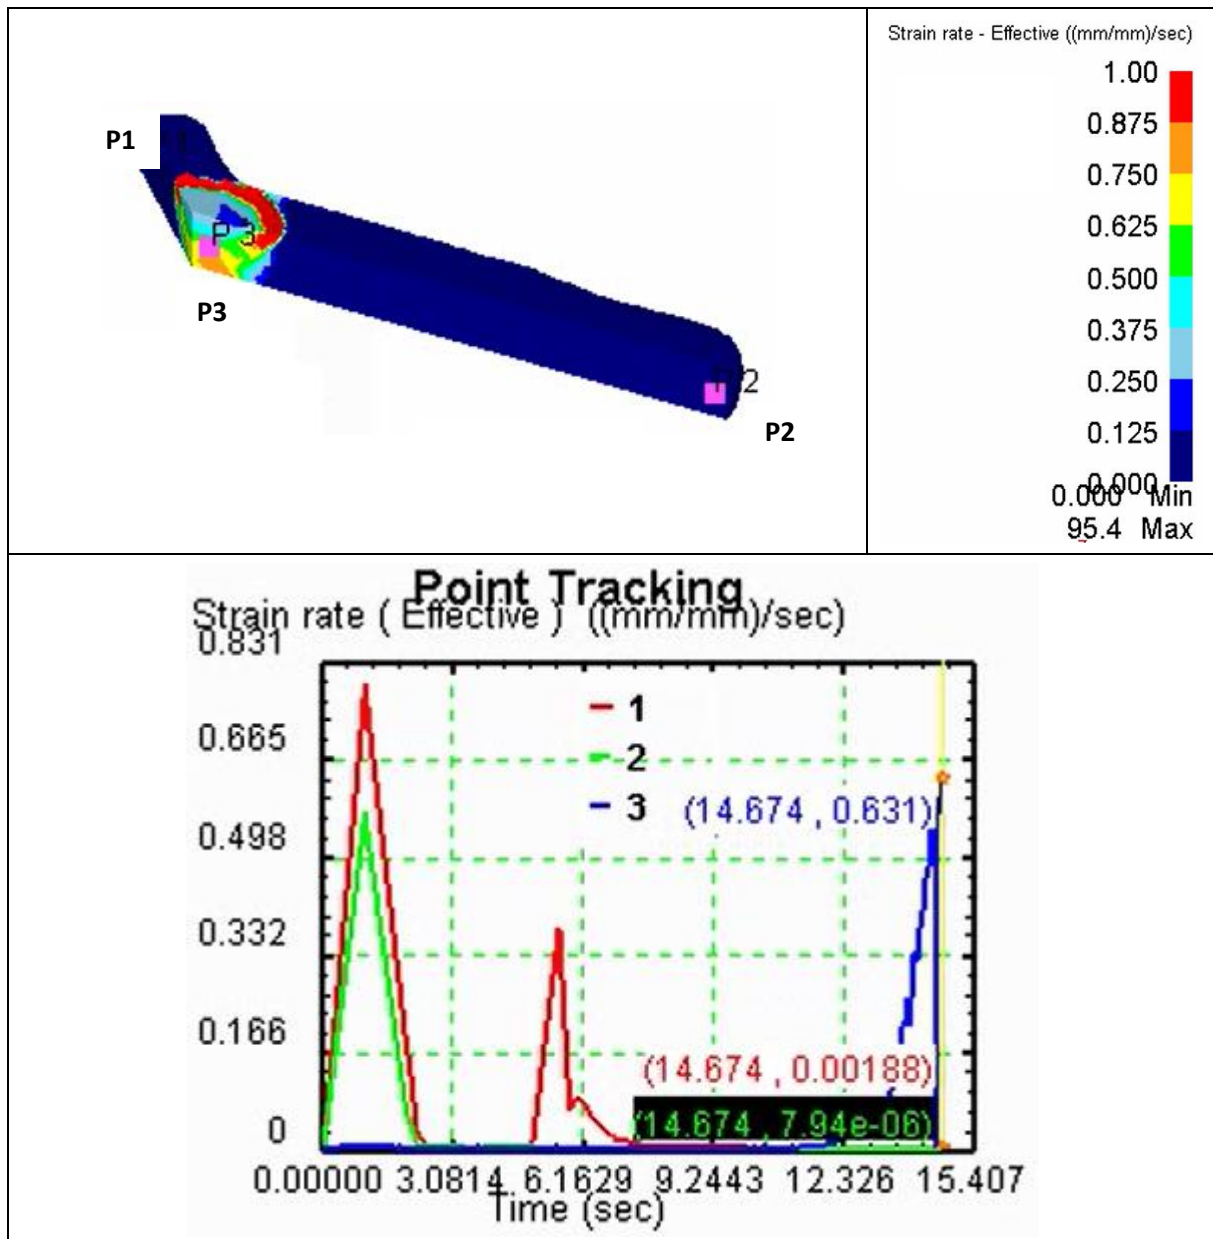 Strain rate - Effective ((mm/mm)/sec)
1.00
0.875
0.750
0.625
0.500
0.375
0.250
0.125
0.000
0.000 Min
95.4 Max
P1
1
P 3
P3
2
P2
Point Tracking
Strain rate ( Effective ) ((mm/mm)/sec)
0.831
0.665
0.498
0.332
0.166
0
1
2
3
(14.674 , 0.631)
(14.674 , 0.00188)
(14.674 , 7.94e-06)
0.00000 3.0814 6.1629 9.2443 12.326 15.407
Time (sec)